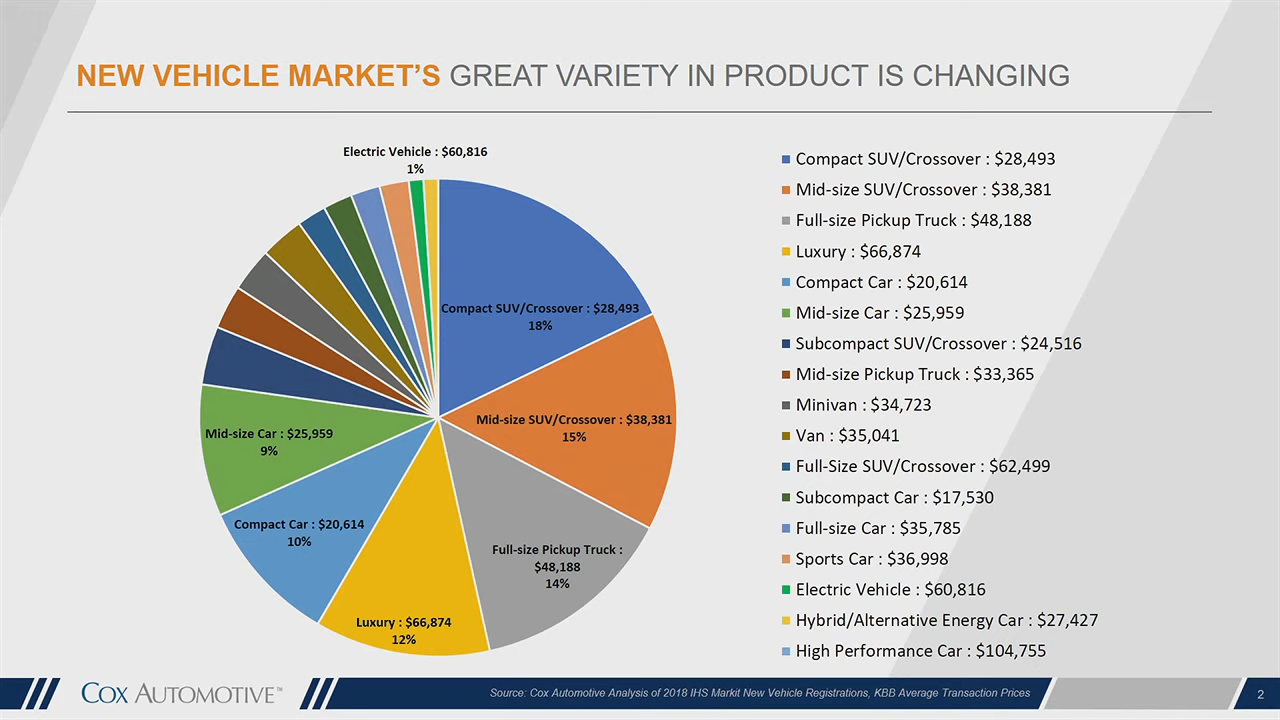 NEW VEHICLE MARKET’S GREAT VARIETY IN PRODUCT IS CHANGING
Electric Vehicle : $60,816
1%
Compact SUV/Crossover : $28,493
18%
Mid-size SUV/Crossover : $38,381
15%
Full-size Pickup Truck :
$48,188
14%
Luxury : $66,874
12%
Compact Car : $20,614
10%
Mid-size Car : $25,959
9%
Compact SUV/Crossover : $28,493
Mid-size SUV/Crossover : $38,381
Full-size Pickup Truck : $48,188
Luxury : $66,874
Compact Car : $20,614
Mid-size Car : $25,959
Subcompact SUV/Crossover : $24,516
Mid-size Pickup Truck : $33,365
Minivan : $34,723
Van : $35,041
Full-Size SUV/Crossover : $62,499
Subcompact Car : $17,530
Full-size Car : $35,785
Sports Car : $36,998
Electric Vehicle : $60,816
Hybrid/Alternative Energy Car : $27,427
High Performance Car : $104,755
COX AUTOMOTIVE™
Source: Cox Automotive Analysis of 2018 IHS Markit New Vehicle Registrations, KBB Average Transaction Prices
2